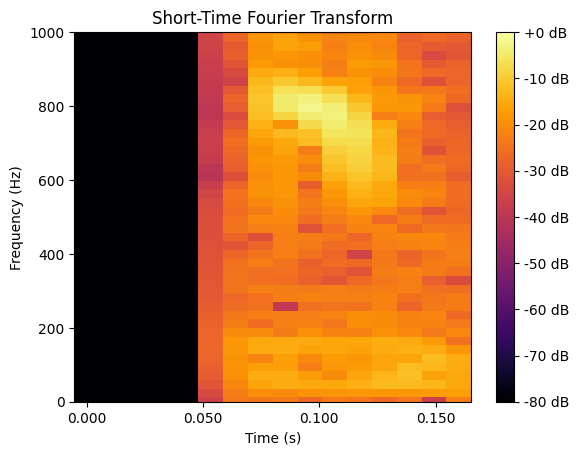 Short-Time Fourier Transform
Frequency (Hz)
1000
800
600
400
200
0
0.000
0.050
0.100
0.150
Time (s)
+0 dB
-10 dB
-20 dB
-30 dB
-40 dB
-50 dB
-60 dB
-70 dB
-80 dB